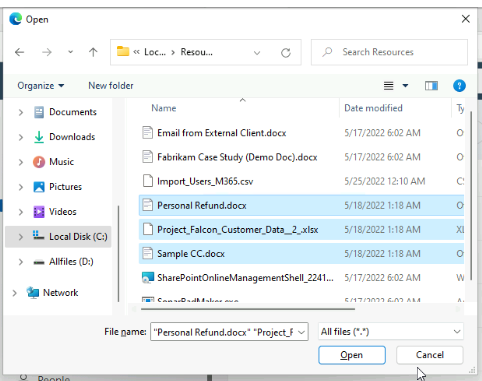 Open
« Loc... > Resou...
Search Resources
Organize
New folder
Name
Date modified
Ty
Documents
Downloads
Music
Pictures
Videos
Local Disk (C:)
Allfiles (D:)
Network
Email from External Client.docx 5/17/2022 6:02 AM O
Fabrikam Case Study (Demo Doc).docx 5/17/2022 6:02 AM O
Import_Users_M365.csv 5/25/2022 12:10 AM CS
Personal Refund.docx 5/18/2022 1:18 AM O
Project_Falcon_Customer_Data__2_.xlsx 5/18/2022 1:18 AM XL
Sample CC.docx 5/18/2022 1:18 AM O
SharePointOnlineManagementShell_2241... 5/17/2022 6:02 AM W
SonarBadMaker.exe 5/17/2022 6:02 AM
File name: "Personal Refund.docx" "Project_F
All files (*.*)
Open
Cancel
People